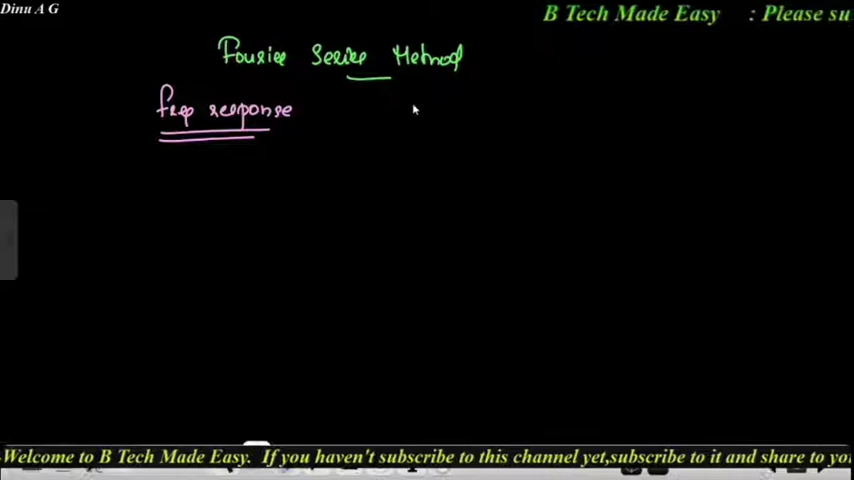 Dinu A G
B Tech Made Easy : Please su
Fourier Series Method
freq response
Welcome to B Tech Made Easy. If you haven't subscribe to this channel yet,subscribe to it and share to yo